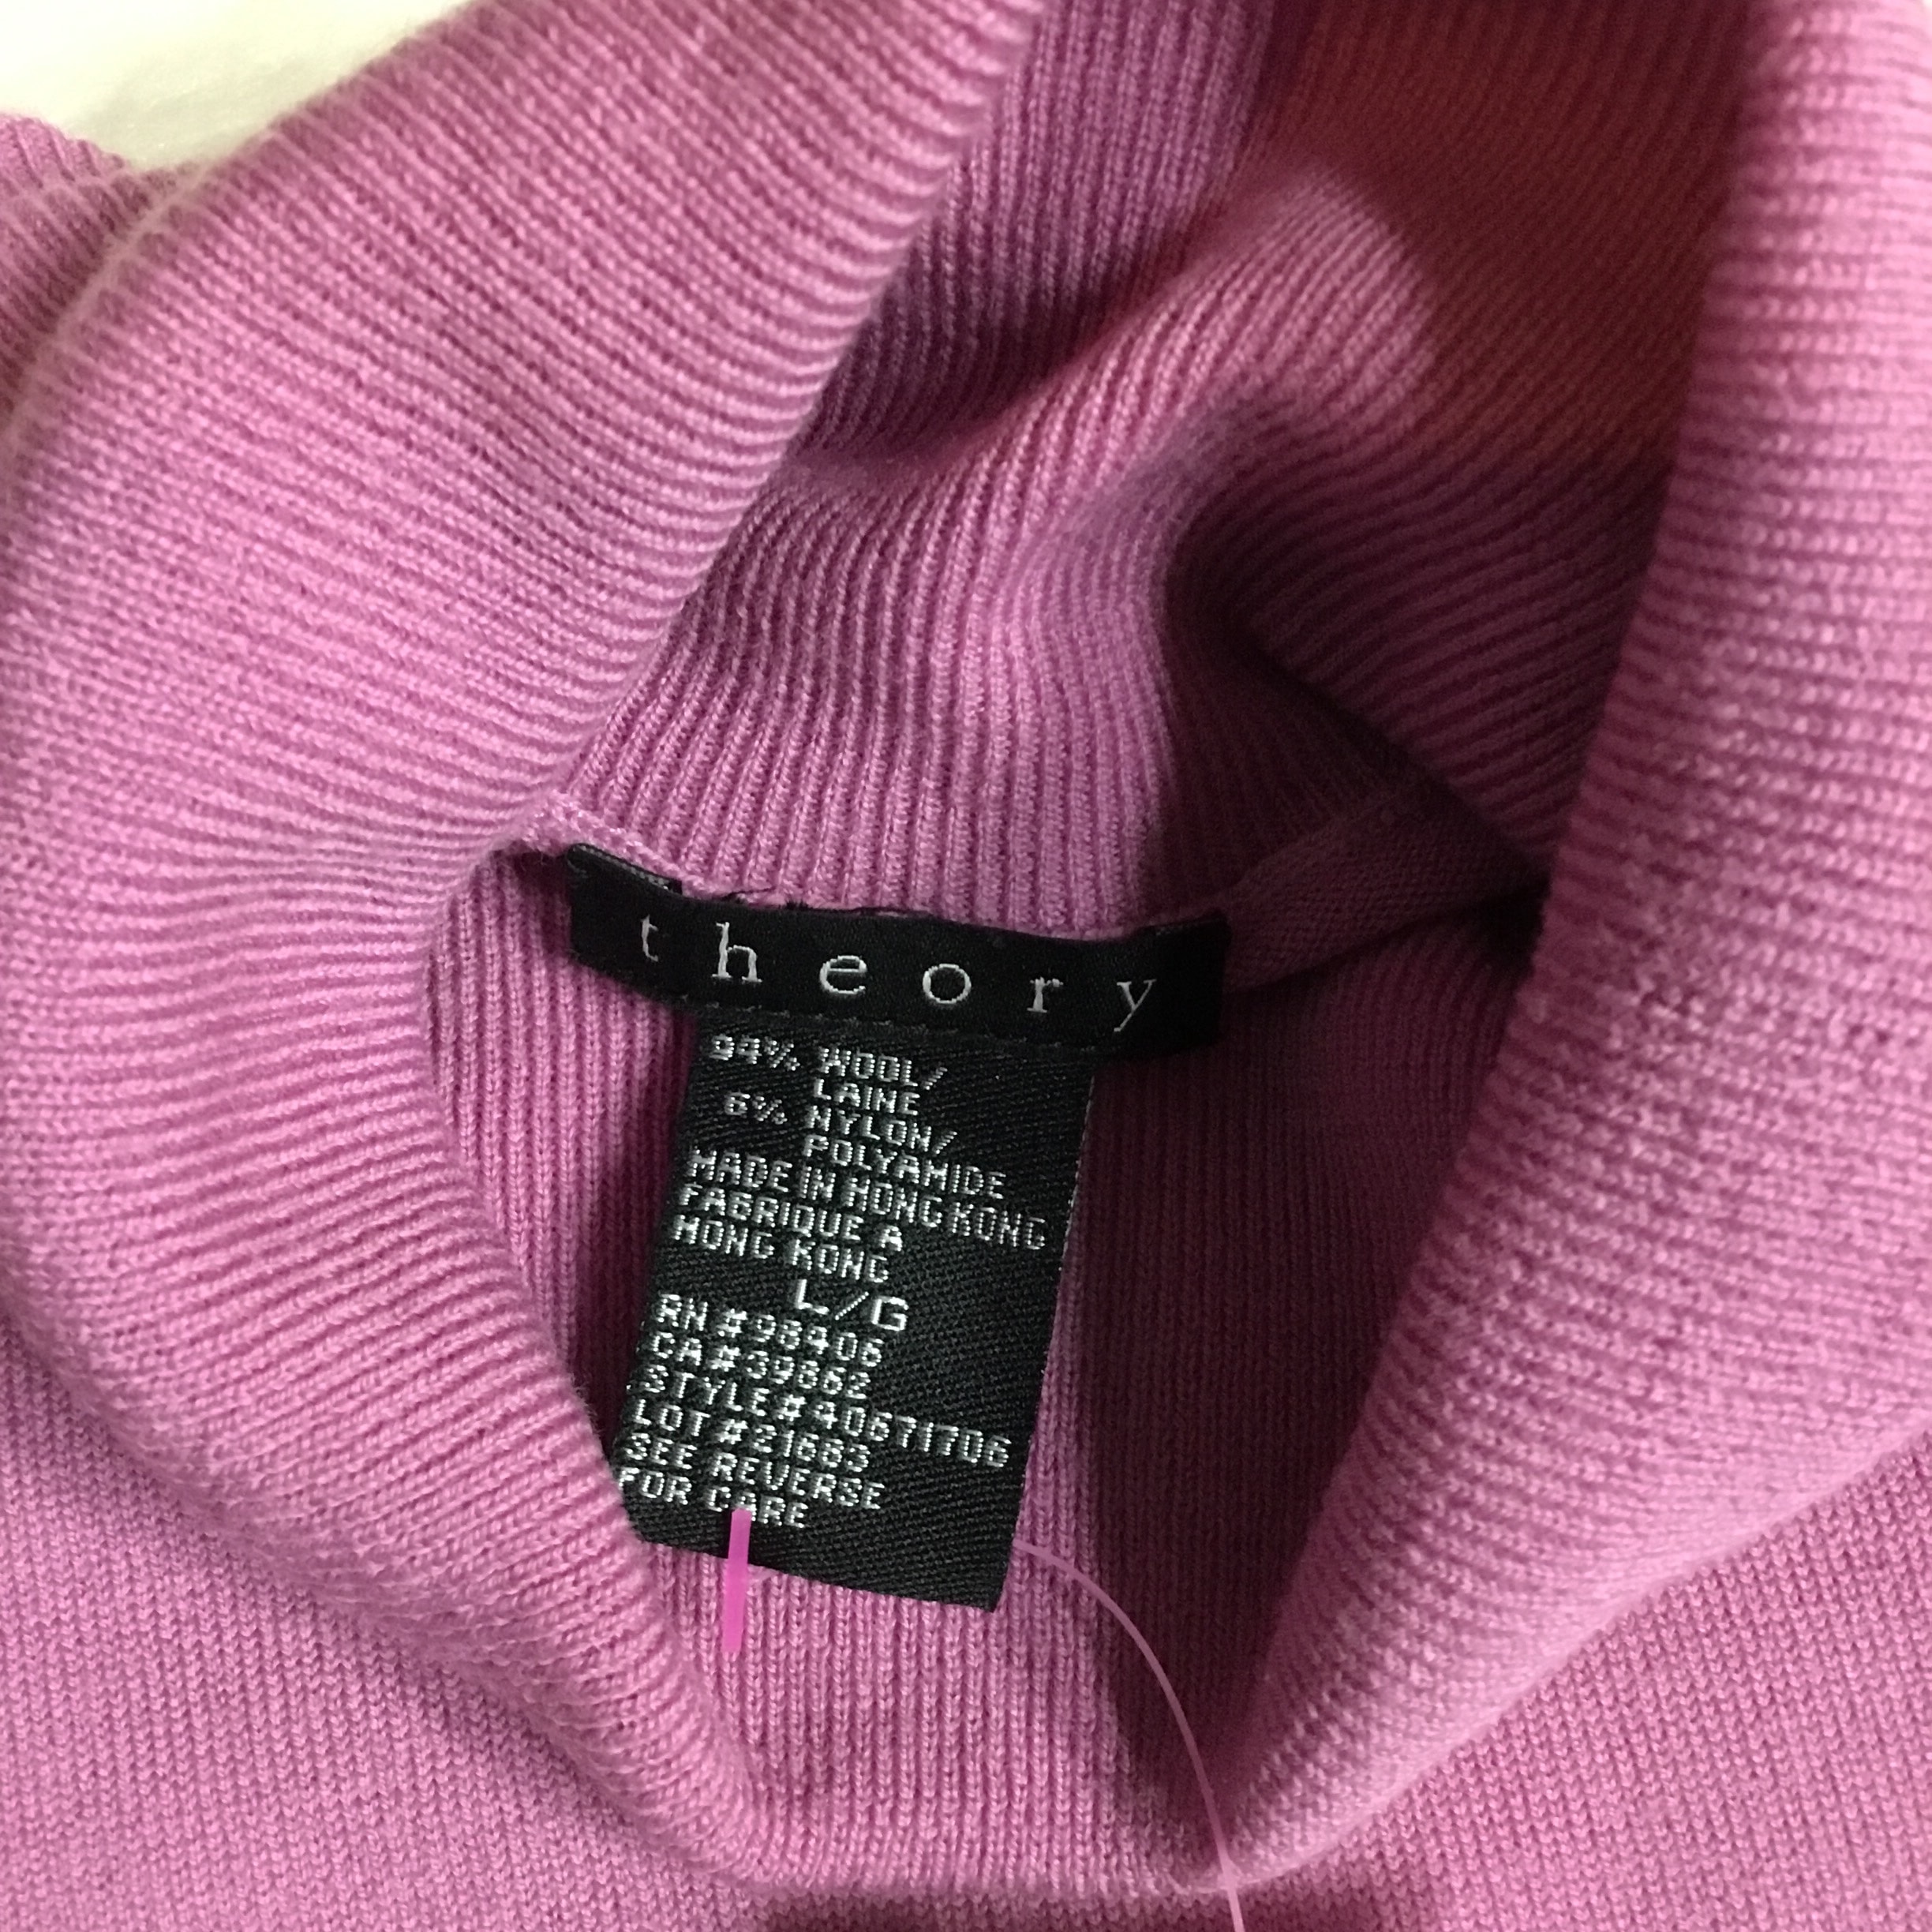 theory
94% WOOL/
LAINE
6% NYLON/
POLYAMIDE
MADE IN HONG KONG
FABRIQUE A
HONG KONG
L/G
RN #98406
CA#39862
STYLE#40671706
LOT #21683
SEE REVERSE
FOR CARE